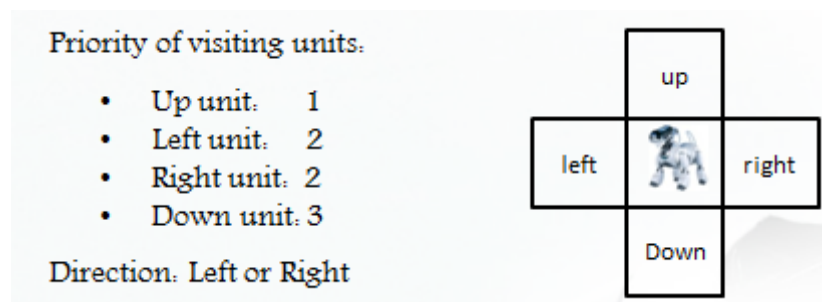 Priority of visiting units:
• Up unit: 1
• Left unit: 2
• Right unit: 2
• Down unit: 3
Direction: Left or Right
up
left
right
Down